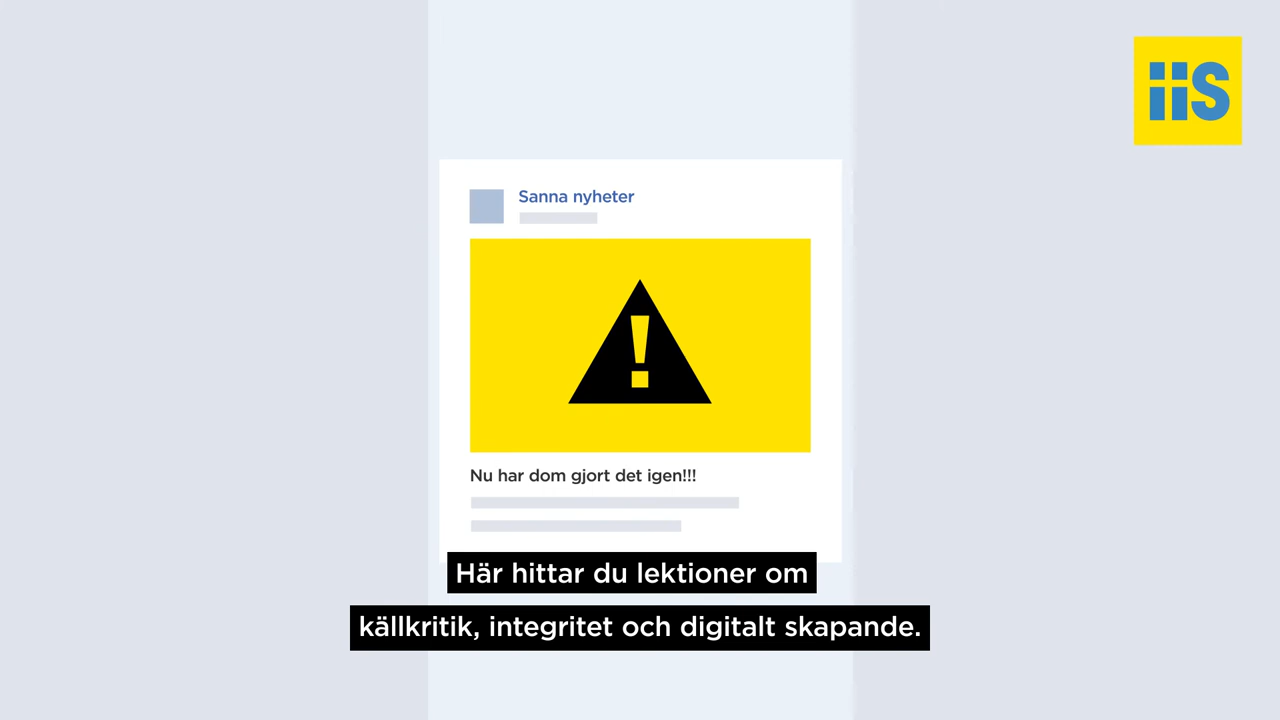 iis
Sanna nyheter
!
Nu har dom gjort det igen!!!
Här hittar du lektioner om
källkritik, integritet och digitalt skapande.